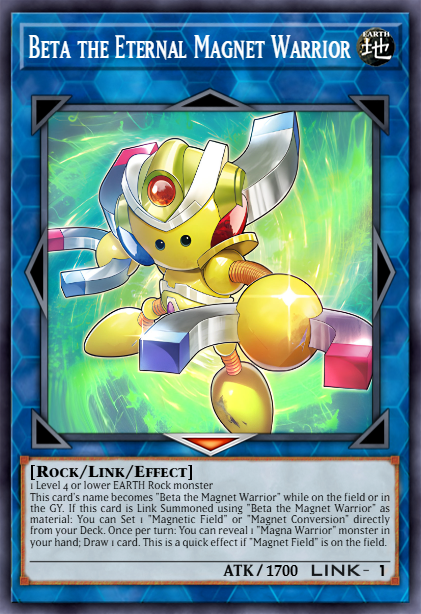 Beta the Eternal Magnet Warrior
EARTH
地
[Rock/Link/Effect]
1 Level 4 or lower EARTH Rock monster
This card's name becomes "Beta the Magnet Warrior" while on the field or in
the GY. If this card is Link Summoned using "Beta the Magnet Warrior" as
material: You can Set 1 "Magnetic Field" or "Magnet Conversion" directly
from your Deck. Once per turn: You can reveal 1 "Magna Warrior" monster in
your hand; Draw 1 card. This is a quick effect if "Magnet Field" is on the field.
ATK / 1700 LINK- 1